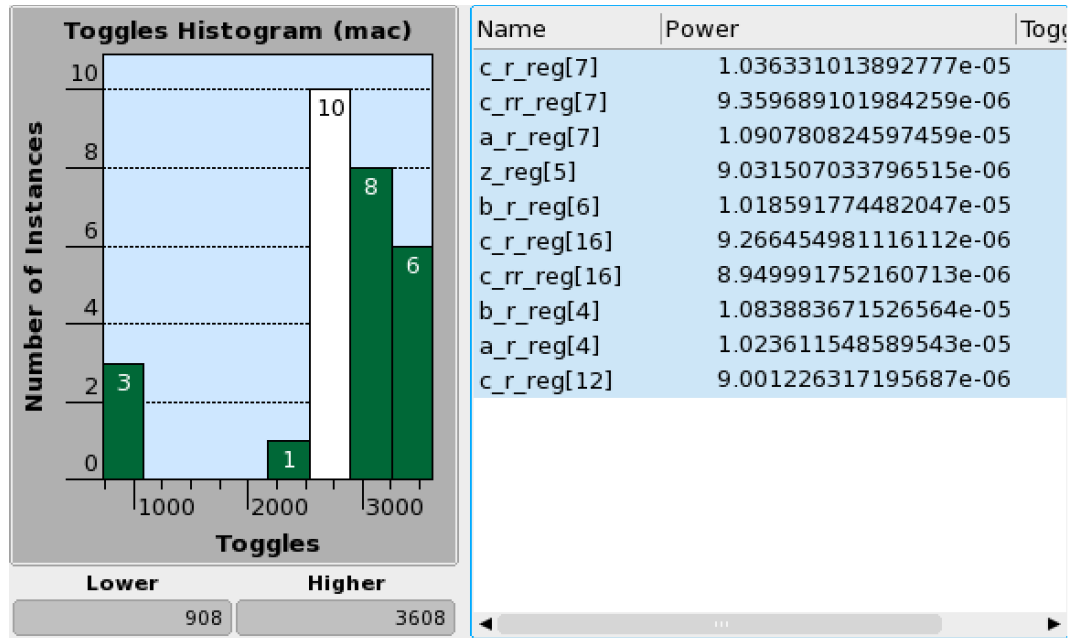 Toggles Histogram (mac)
Number of Instances
10
8
6
4
2
0
3
1
10
8
6
1000
2000
3000
Toggles
Lower
Higher
908
3608
Name Power Togg
c_r_reg[7] 1.036331013892777e-05
c_rr_reg[7] 9.359689101984259e-06
a_r_reg[7] 1.090780824597459e-05
z_reg[5] 9.031507033796515e-06
b_r_reg[6] 1.018591774482047e-05
c_r_reg[16] 9.266454981116112e-06
c_rr_reg[16] 8.949991752160713e-06
b_r_reg[4] 1.0838836715265 64e-05
a_r_reg[4] 1.023611548589543e-05
c_r_reg[12] 9.001226317195687e-06